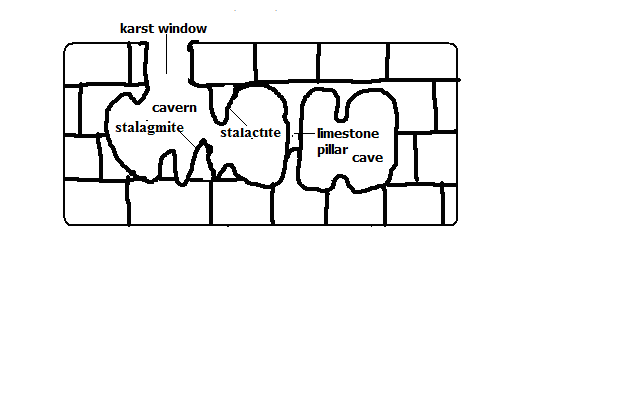 karst window
cavern
stalagmite
stalactite
limestone
pillar
cave